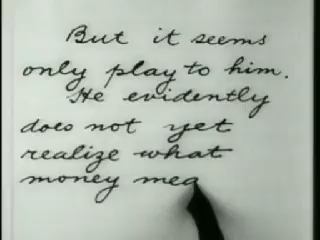 But it seems
only play to him.
He evidently
does not yet
realize what
money mea